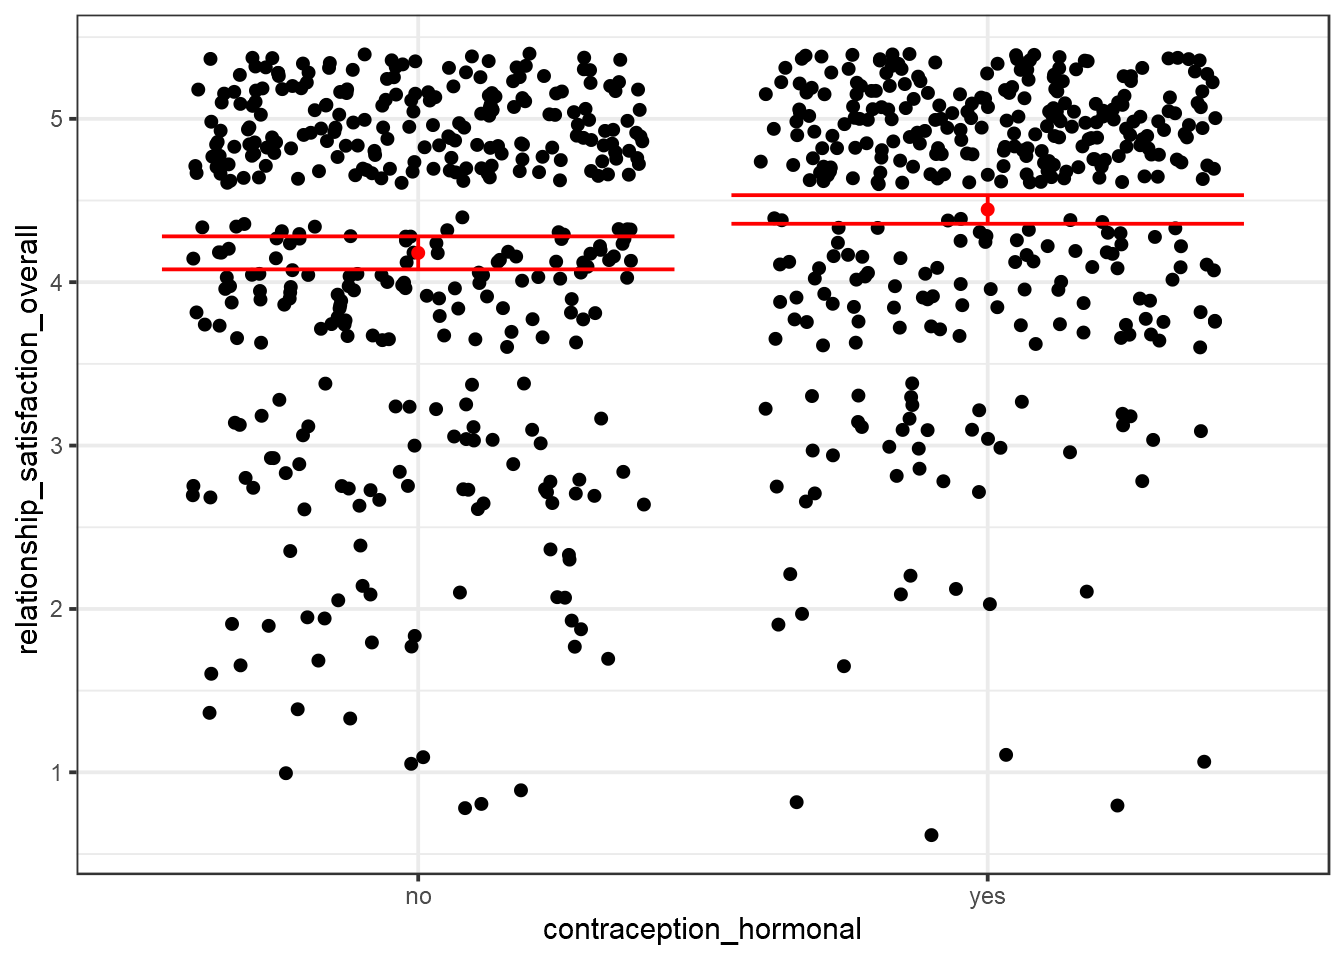 relationship_satisfaction_overall
5
4
3
2
1
no yes
contraception_hormonal